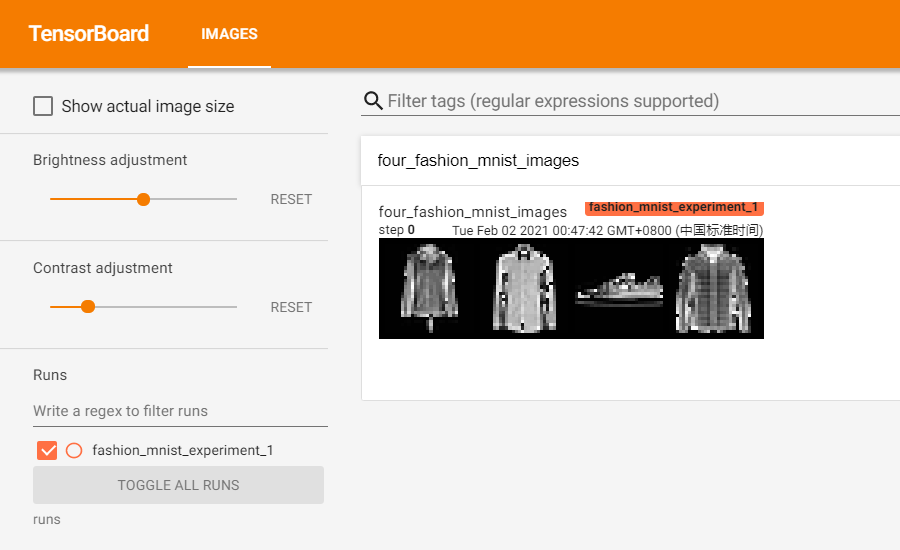 TensorBoard
IMAGES
Show actual image size
Filter tags (regular expressions supported)
Brightness adjustment
RESET
four_fashion_mnist_images
four_fashion_mnist_images
fashion_mnist_experiment_1
step 0
Tue Feb 02 2021 00:47:42 GMT+0800 (中国标准时间)
Contrast adjustment
RESET
Runs
Write a regex to filter runs
fashion_mnist_experiment_1
TOGGLE ALL RUNS
runs